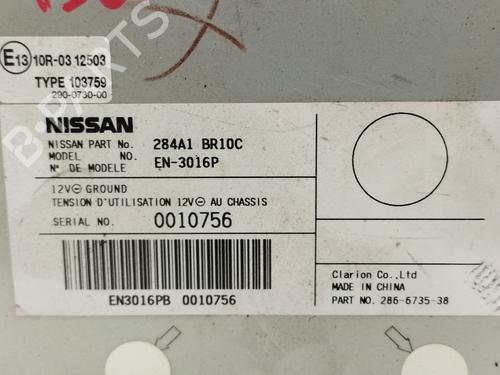 E13 10R-03 12503
TYPE 103759
290-0730-00
NISSAN
NISSAN PART No. 284A1 BR10C
MODEL NO. EN-3016P
N° DE MODELE
12V⊖ GROUND
TENSION D'UTILISATION 12V⊖ AU CHASSIS
SERIAL NO. 0010756
EN3016PB 0010756
Clarion Co.,Ltd
MADE IN CHINA
PART NO. 286-6735-38
B-PARTS